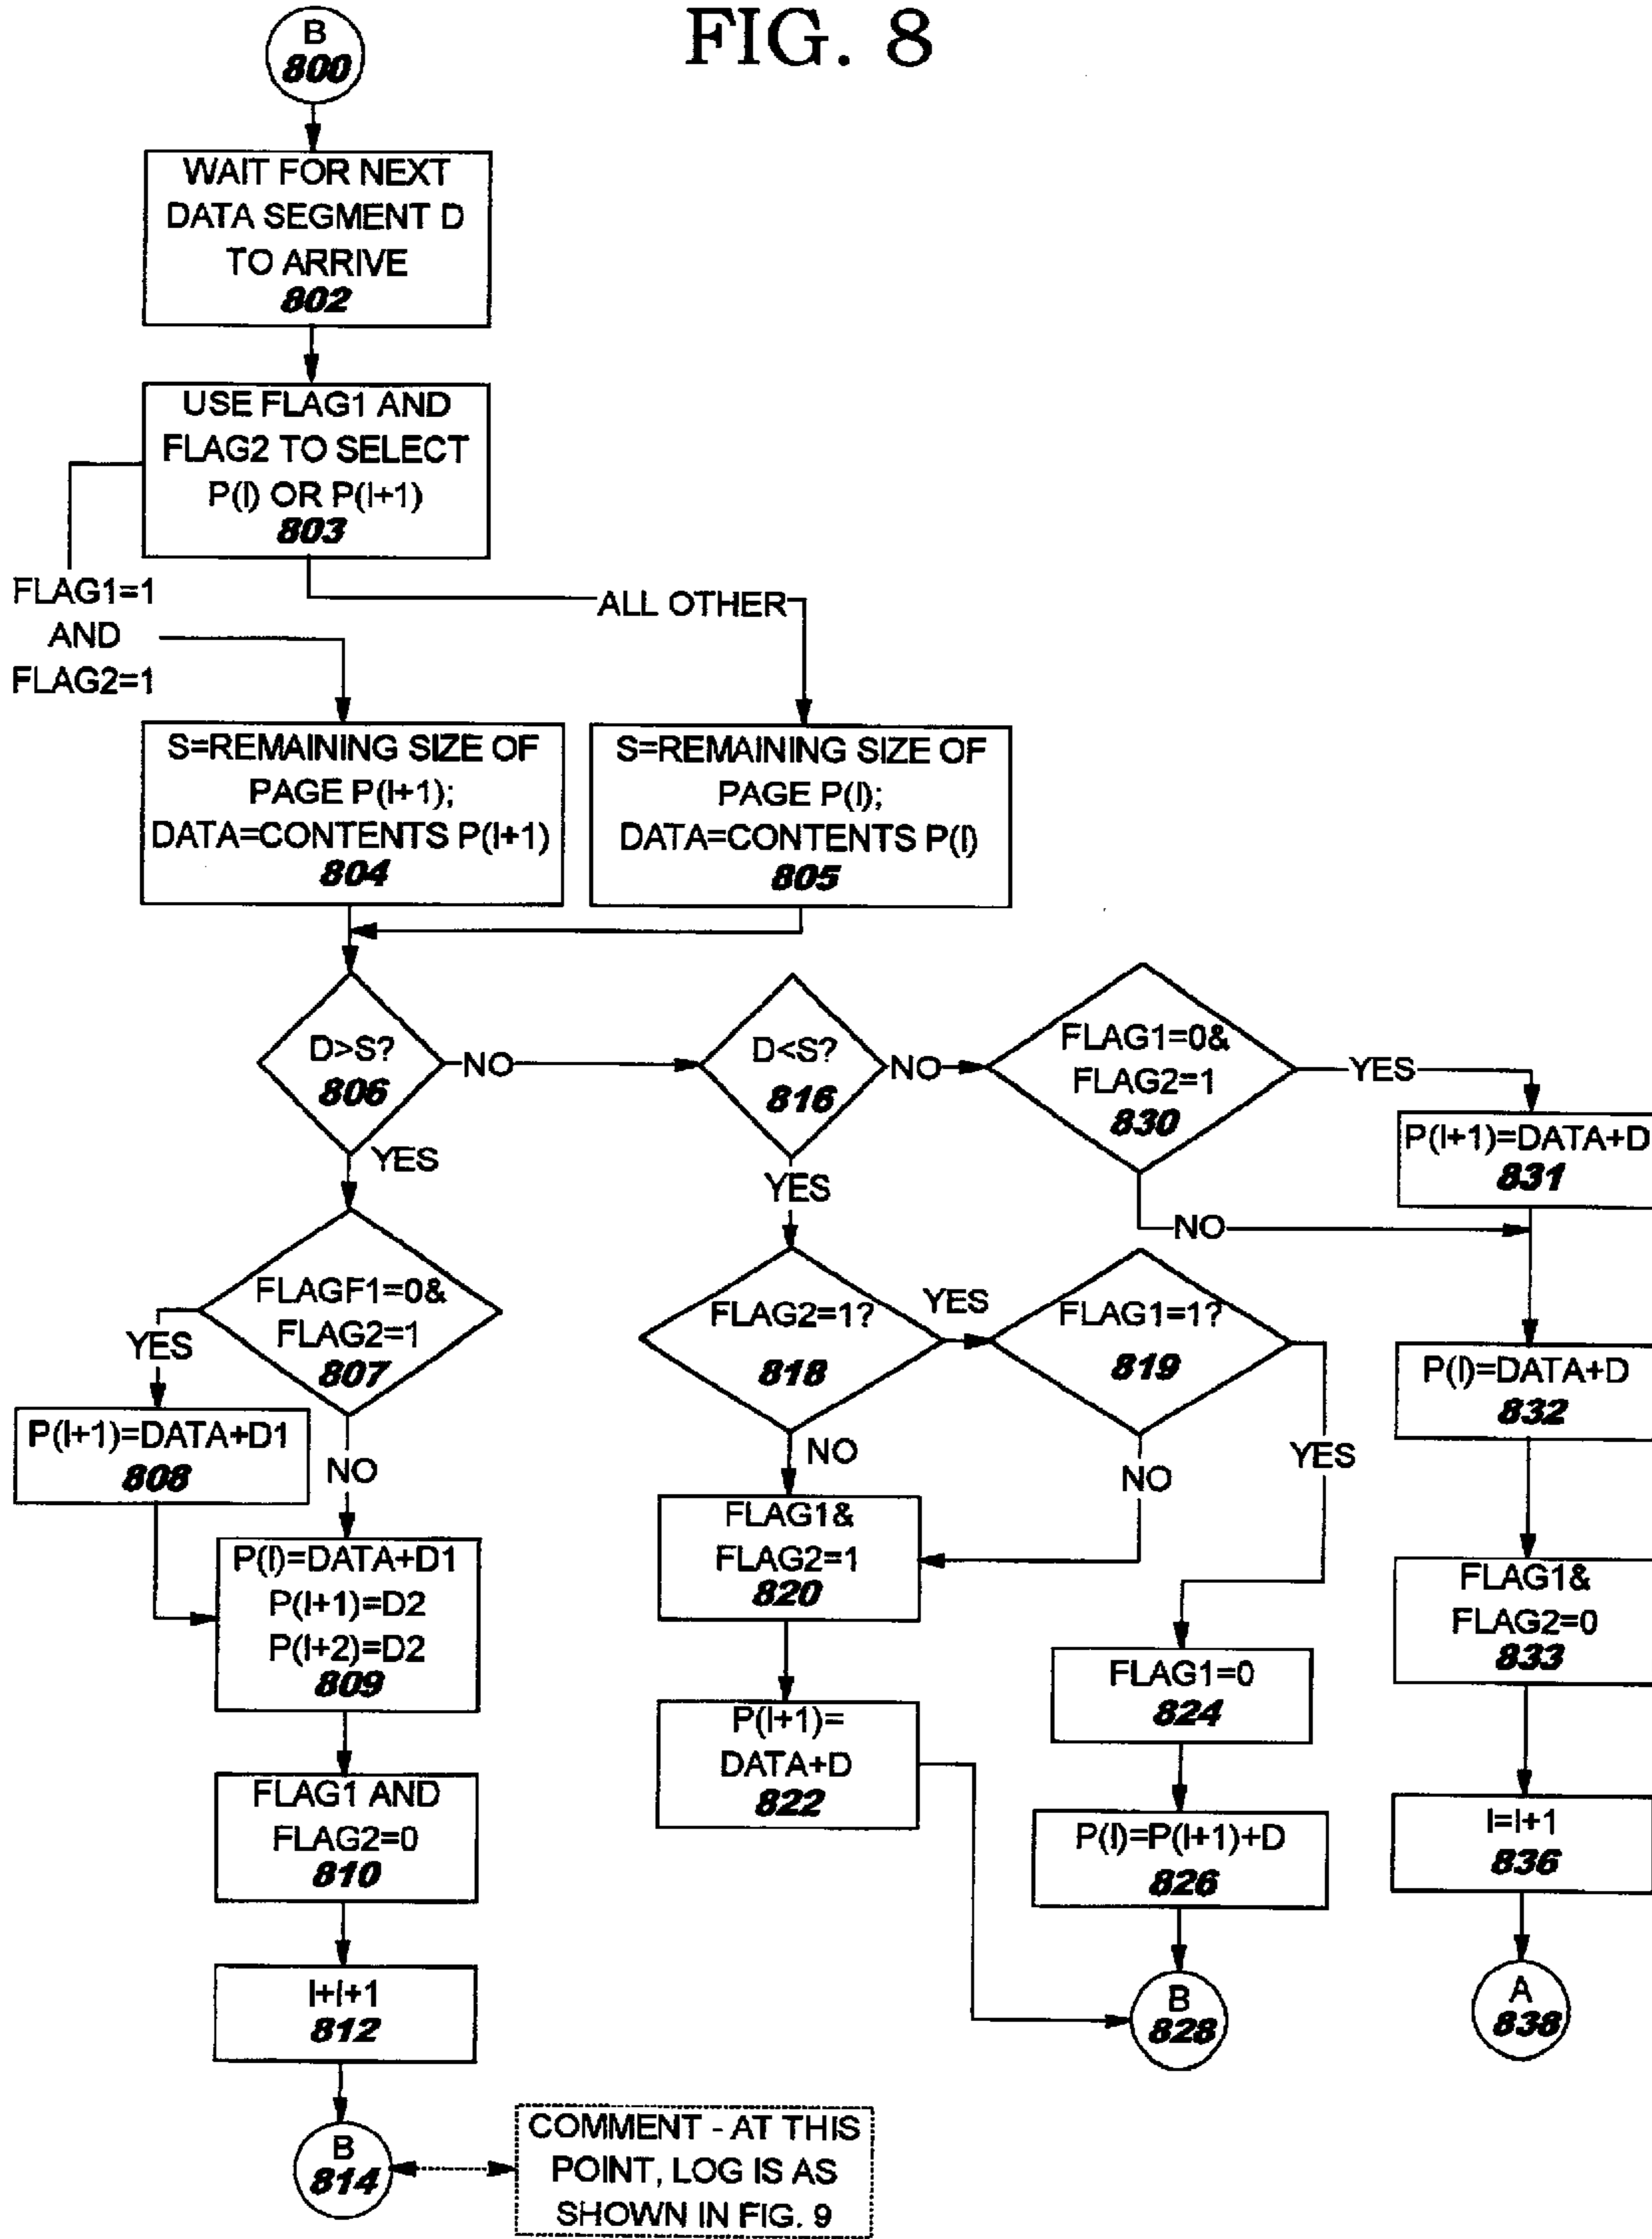 FIG. 8
B
800
WAIT FOR NEXT
DATA SEGMENT D
TO ARRIVE
802
USE FLAG1 AND
FLAG2 TO SELECT
P(I) OR P(I+1)
803
FLAG1=1
AND
FLAG2=1
ALL OTHER
S=REMAINING SIZE OF
PAGE P(I+1);
DATA=CONTENTS P(I+1)
804
S=REMAINING SIZE OF
PAGE P(I);
DATA=CONTENTS P(I)
805
D>S?
806
NO
D<S?
816
NO
FLAG1=0&
FLAG2=1
830
YES
P(I+1)=DATA+D
831
YES
YES
NO
FLAGF1=0&
FLAG2=1
807
YES
FLAG2=1?
818
YES
FLAG1=1?
819
P(I)=DATA+D
832
P(I+1)=DATA+D1
808
NO
NO
NO
YES
P(I)=DATA+D1
P(I+1)=D2
P(I+2)=D2
809
FLAG1&
FLAG2=1
820
FLAG1&
FLAG2=0
833
FLAG1=0
824
P(I+1)=
DATA+D
822
FLAG1 AND
FLAG2=0
810
P(I)=P(I+1)+D
826
I=I+1
836
I+I+1
812
B
828
A
838
B
814
COMMENT - AT THIS
POINT, LOG IS AS
SHOWN IN FIG. 9